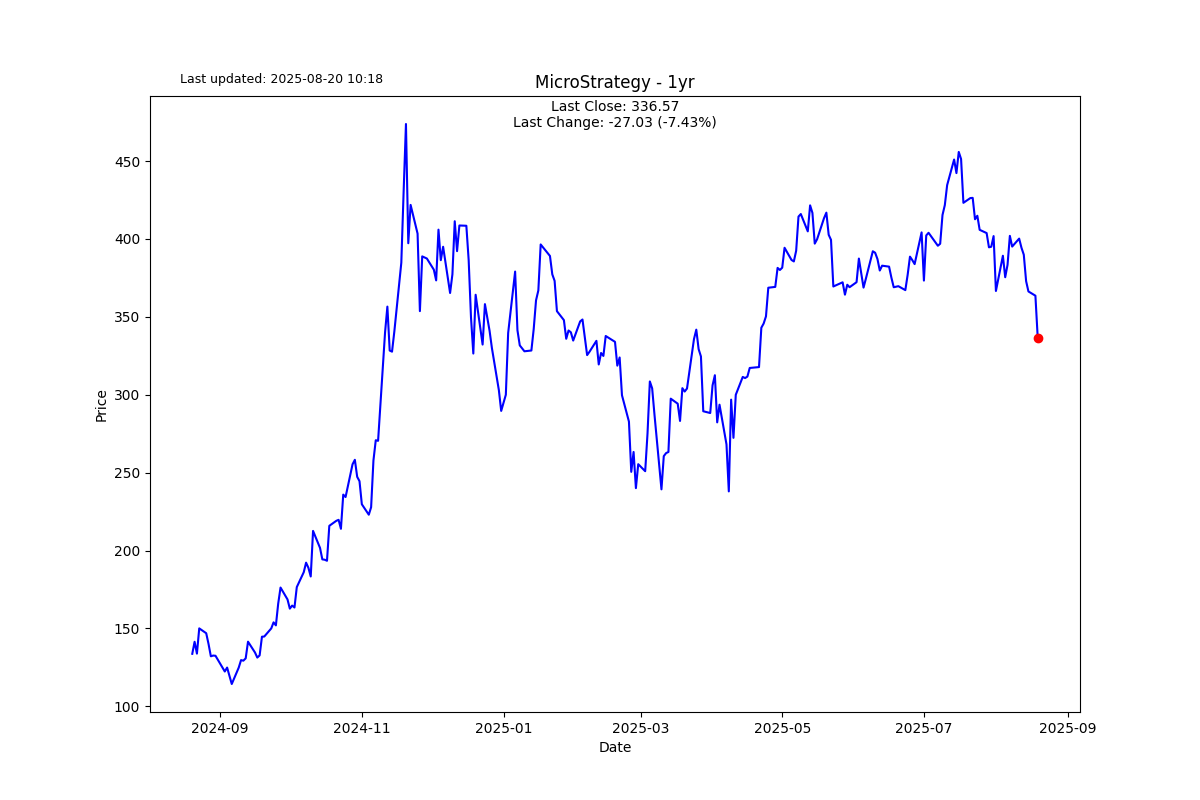 Last updated: 2025-08-20 10:18
MicroStrategy - 1yr
Last Close: 336.57
Last Change: -27.03 (-7.43%)
450
400
350
300
250
200
150
100
Price
2024-09
2024-11
2025-01
2025-03
2025-05
2025-07
2025-09
Date